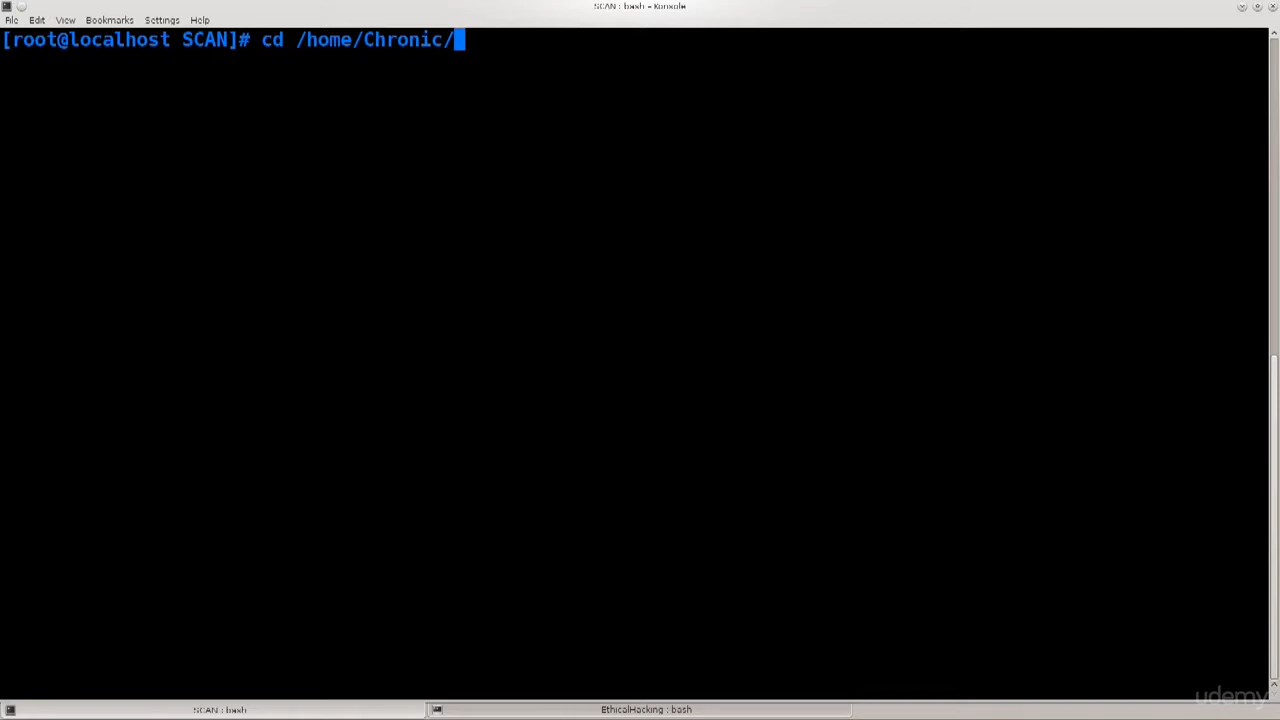 SCAN : bash – Konsole
File Edit View Bookmarks Settings Help
[root@localhost SCAN]# cd /home/Chronic/
udemy
SCAN : bash EthicalHacking : bash